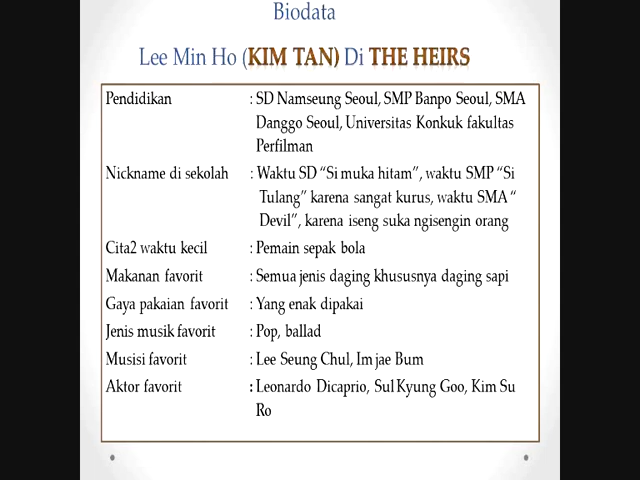 Biodata
Lee Min Ho (KIM TAN) Di THE HEIRS
Pendidikan : SD Namseung Seoul, SMP Banpo Seoul, SMA
Danggo Seoul, Universitas Konkuk fakultas
Perfilman
Nickname di sekolah : Waktu SD “Si muka hitam”, waktu SMP “Si
Tulang” karena sangat kurus, waktu SMA “
Devil”, karena iseng suka ngisengin orang
Cita2 waktu kecil : Pemain sepak bola
Makanan favorit : Semua jenis daging khususnya daging sapi
Gaya pakaian favorit : Yang enak dipakai
Jenis musik favorit : Pop, ballad
Musisi favorit : Lee Seung Chul, Im jae Bum
Aktor favorit : Leonardo Dicaprio, Sul Kyung Goo, Kim Su
Ro